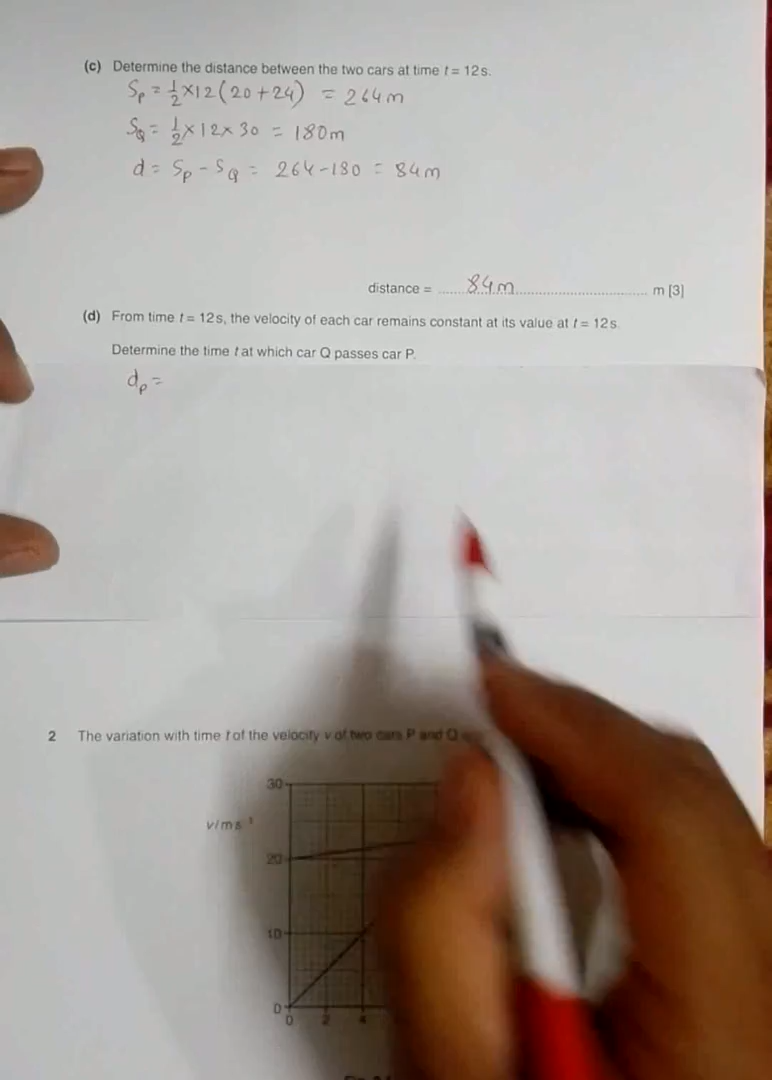 (c) Determine the distance between the two cars at time t = 12s.
Sp = 1/2 × 12 (20 + 24) = 264m
SQ = 1/2 × 12 × 30 = 180m
d = Sp - SQ = 264 - 180 = 84m
distance = ......84m...... m [3]
(d) From time t = 12s, the velocity of each car remains constant at its value at t = 12s.
Determine the time t at which car Q passes car P.
dp =
2 The variation with time t of the velocity v of two cars P and Q
30
v/ms⁻¹
20
10
0
0 2 4